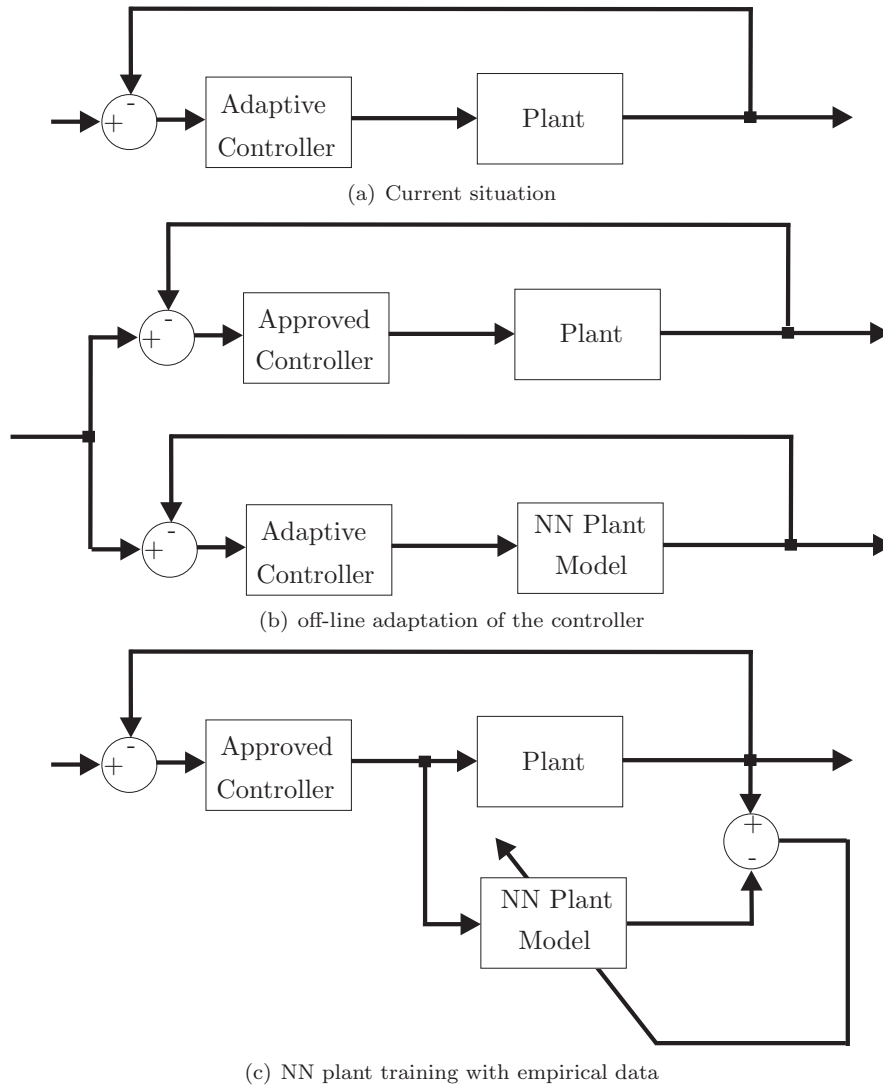 -
+
Adaptive
Controller
Plant
(a) Current situation
-
+
Approved
Controller
Plant
-
+
Adaptive
Controller
NN Plant
Model
(b) off-line adaptation of the controller
-
+
Approved
Controller
Plant
+
-
NN Plant
Model
(c) NN plant training with empirical data